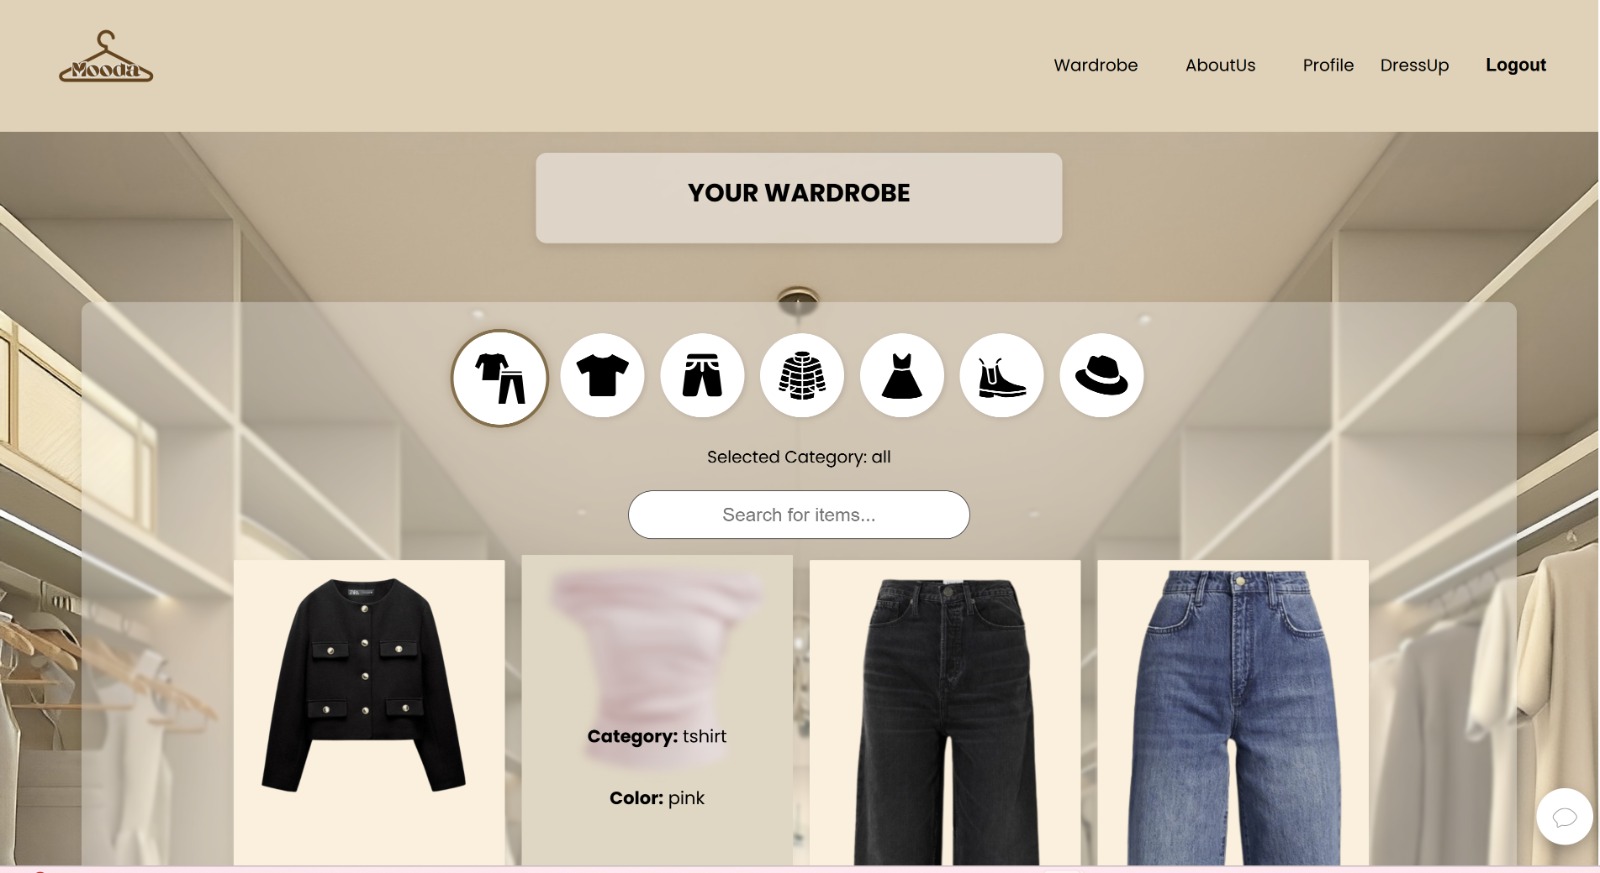 Mooda
Wardrobe AboutUs Profile DressUp Logout
YOUR WARDROBE
Selected Category: all
Search for items...
Category: tshirt
Color: pink